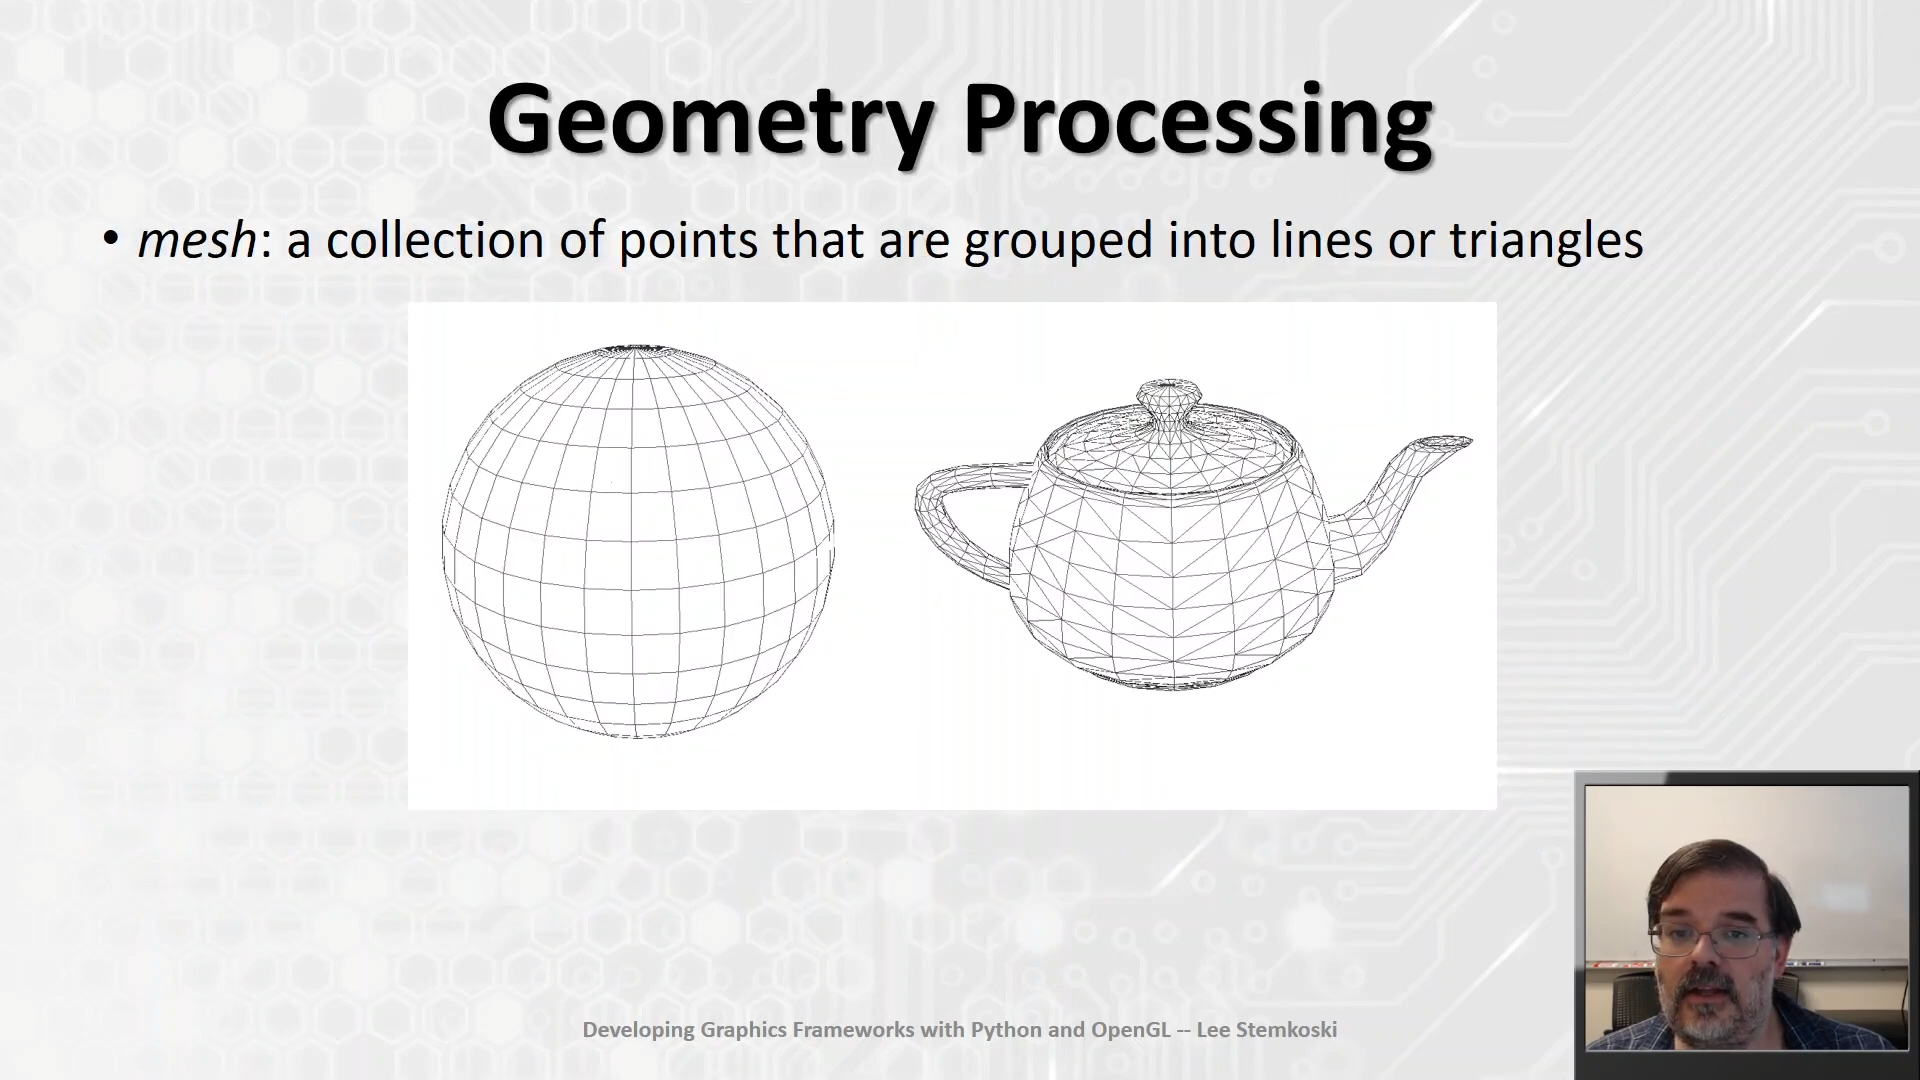 Geometry Processing
• mesh: a collection of points that are grouped into lines or triangles
Developing Graphics Frameworks with Python and OpenGL -- Lee Stemkoski